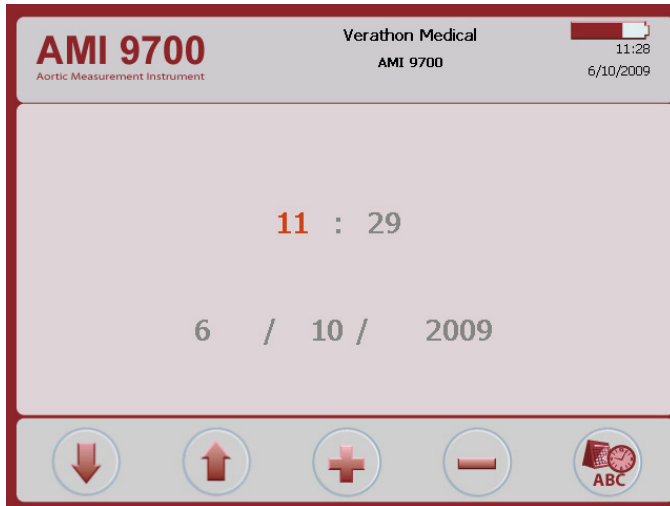 AMI 9700
Aortic Measurement Instrument
Verathon Medical
AMI 9700
11:28
6/10/2009
11 : 29
6 / 10 / 2009
ABC